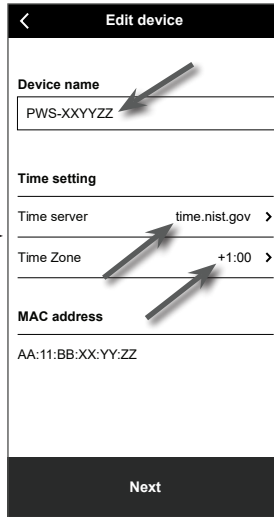 Edit device
Device name
PWS-XXYYZZ
Time setting
Time server time.nist.gov
Time Zone +1:00
MAC address
AA:11:BB:XX:YY:ZZ
Next